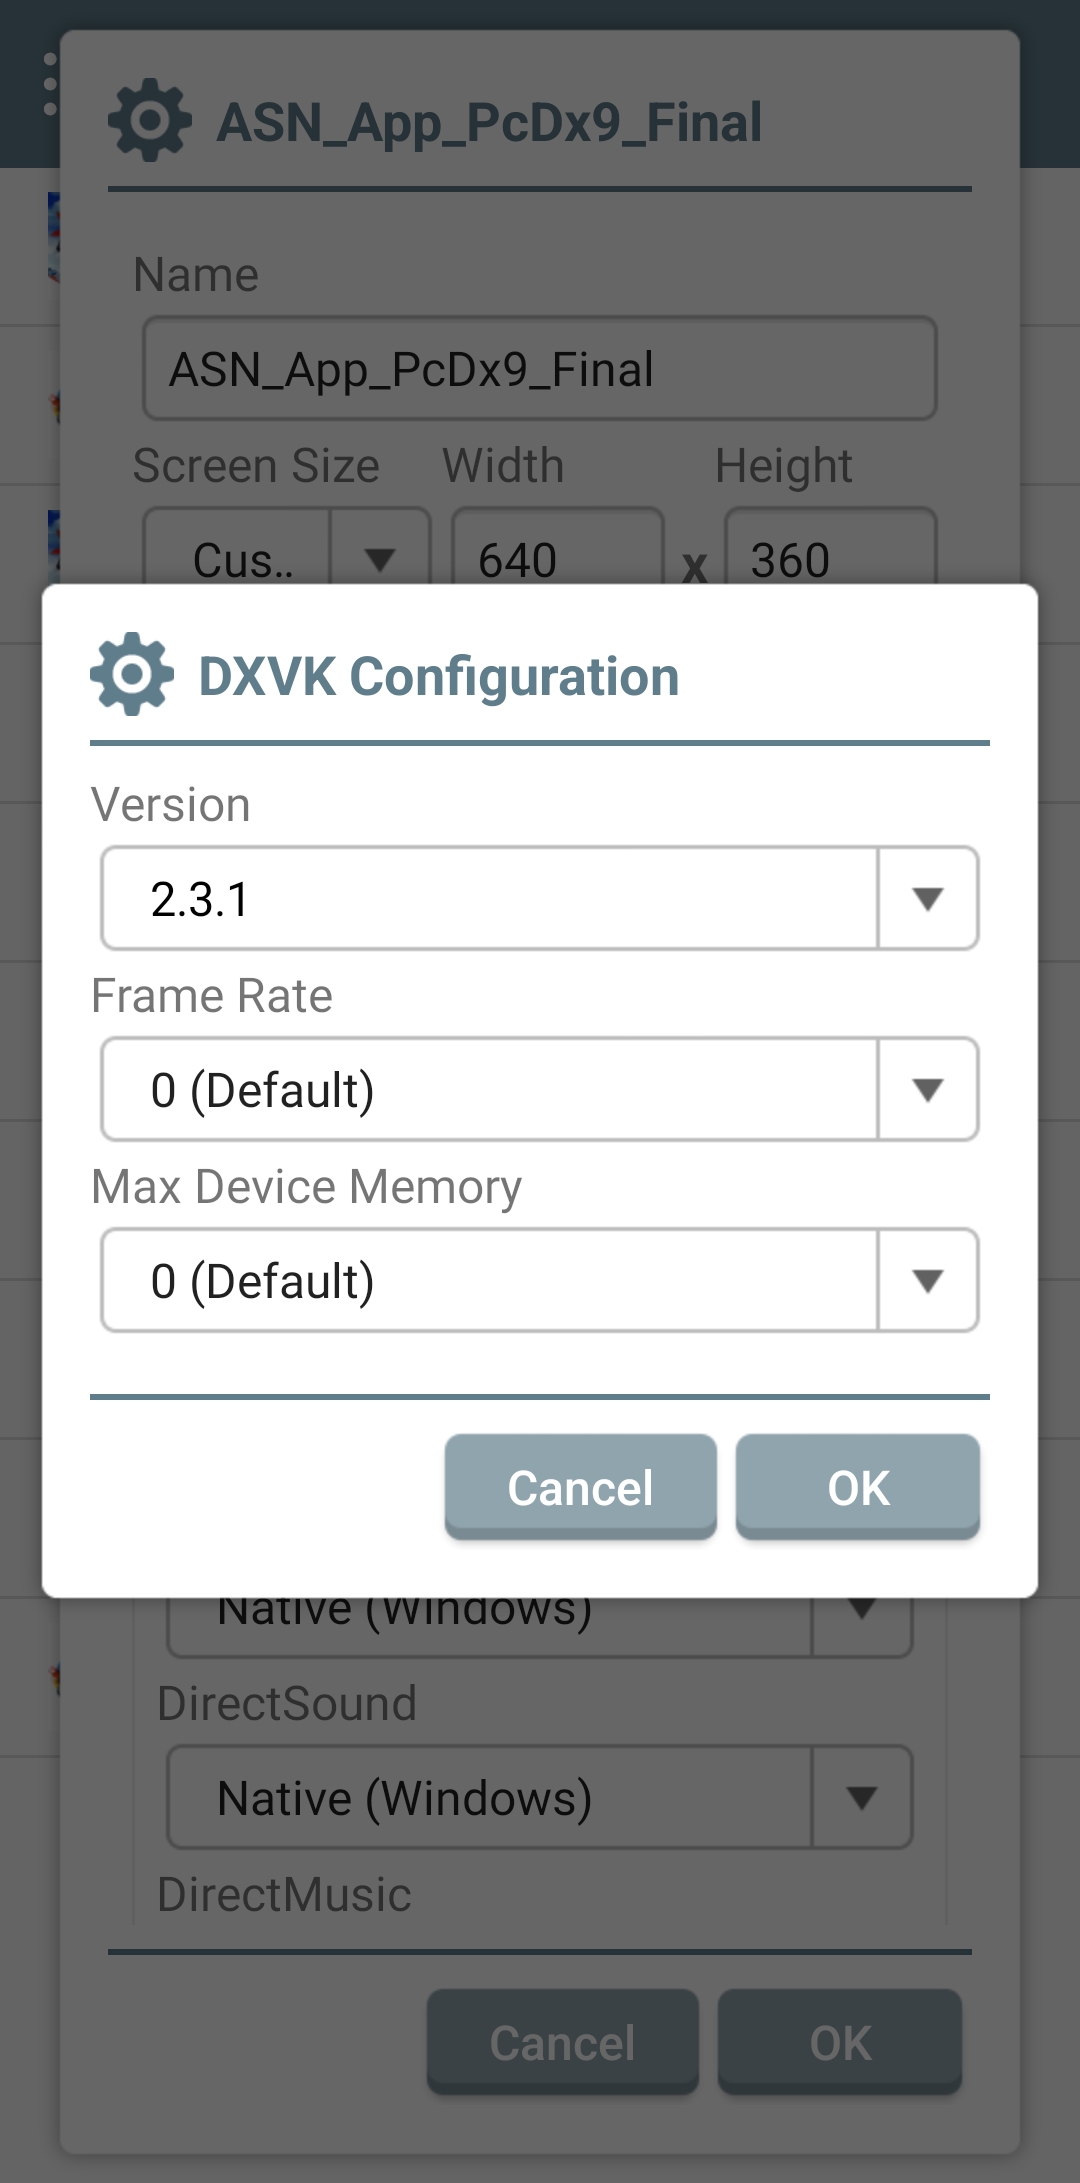 ASN_App_PcDx9_Final
Name
ASN_App_PcDx9_Final
Screen Size Width Height
Cus.. 640 x 360
DXVK Configuration
Version
2.3.1
Frame Rate
0 (Default)
Max Device Memory
0 (Default)
Cancel OK
Native (Windows)
DirectSound
Native (Windows)
DirectMusic
Cancel OK